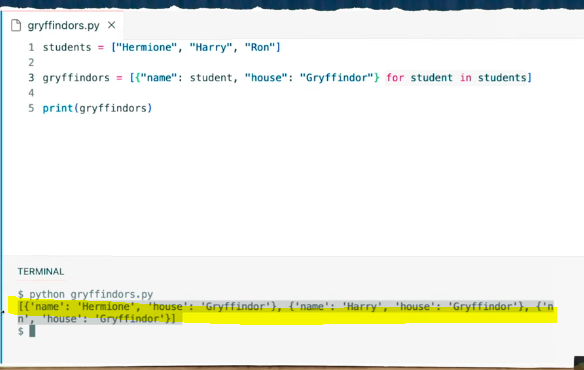 gryffindors.py ×
1 students = ["Hermione", "Harry", "Ron"]
2
3 gryffindors = [{"name": student, "house": "Gryffindor"} for student in students]
4
5 print(gryffindors)
TERMINAL
$ python gryffindors.py
[{'name': 'Hermione', 'house': 'Gryffindor'}, {'name': 'Harry', 'house': 'Gryffindor'}, {'n
n', 'house': 'Gryffindor'}]
$